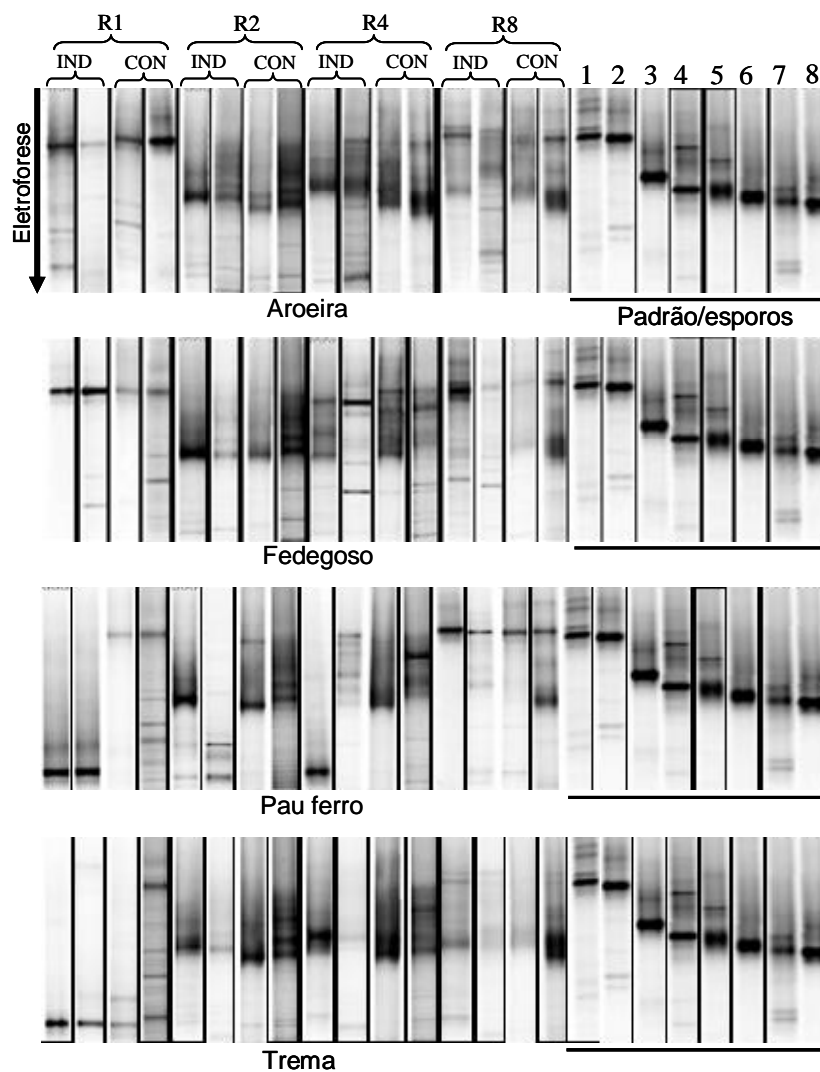 R1 R2 R4 R8
IND CON IND CON IND CON IND CON 1 2 3 4 5 6 7 8
Eletroforese
Aroeira Padrão/esporos
Fedegoso
Pau ferro
Trema